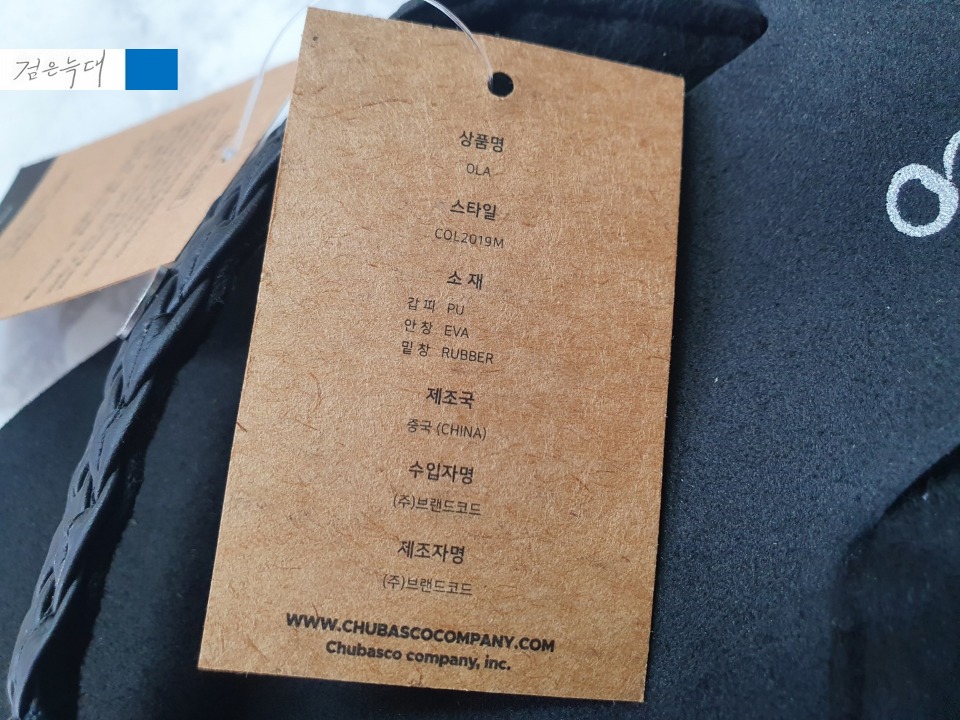 검은늑대
상품명
OLA
스타일
COL2019M
소 재
갑 피 PU
안 창 EVA
밑 창 RUBBER
제조국
중국 (CHINA)
수입자명
(주)브랜드코드
제조자명
(주)브랜드코드
WWW.CHUBASCOCOMPANY.COM
Chubasco company, inc.